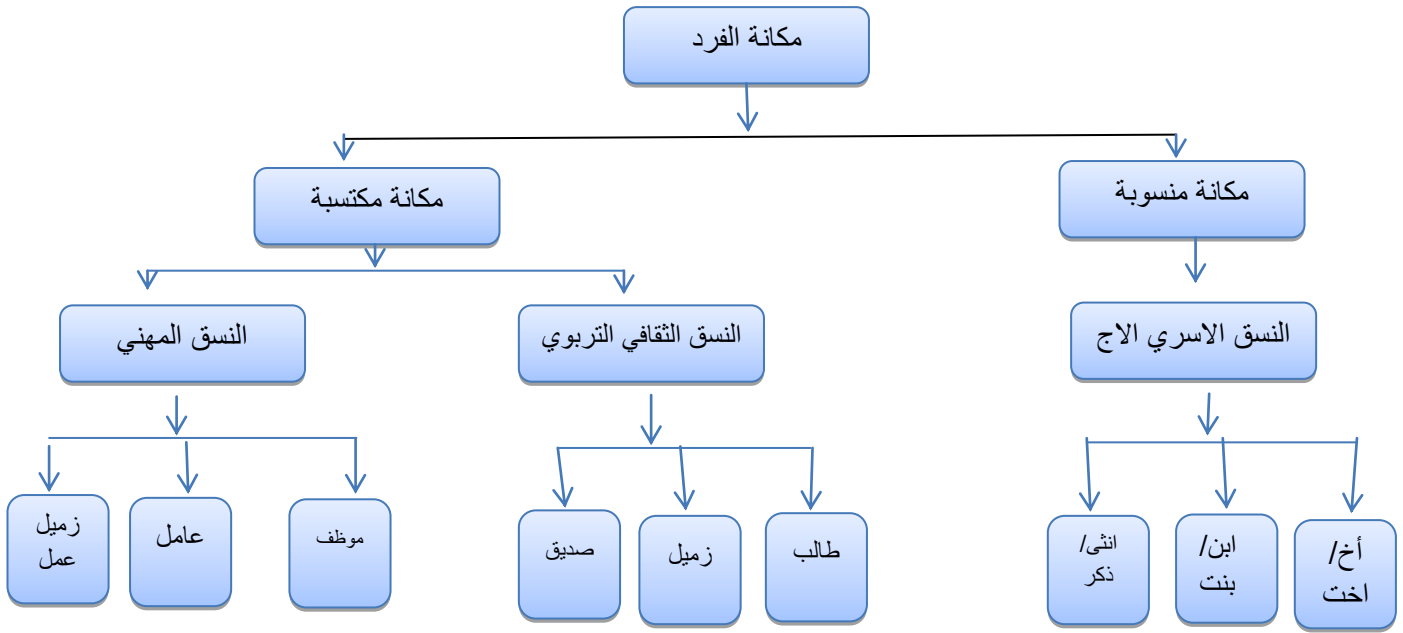 مكانة الفرد
مكانة منسوبة
مكانة مكتسبة
النسق الاسري الاج
النسق الثقافي التربوي
النسق المهني
أخ/
اخت
ابن/
بنت
انثى/
ذكر
طالب
زميل
صديق
موظف
عامل
زميل
عمل